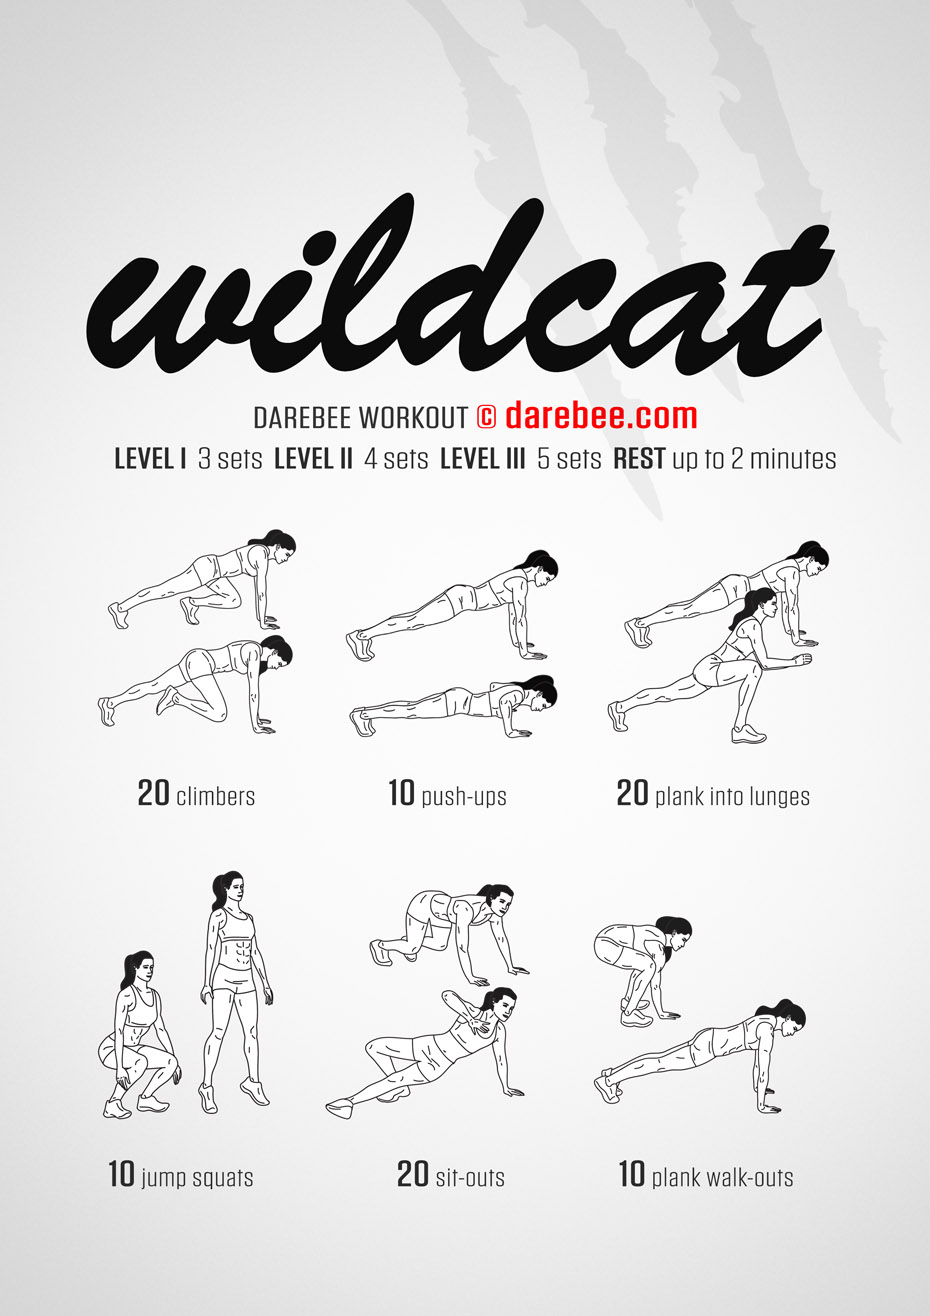 wildcat
DAREBEE WORKOUT © darebee.com
LEVEL I 3 sets LEVEL II 4 sets LEVEL III 5 sets REST up to 2 minutes
20 climbers
10 push-ups
20 plank into lunges
10 jump squats
20 sit-outs
10 plank walk-outs